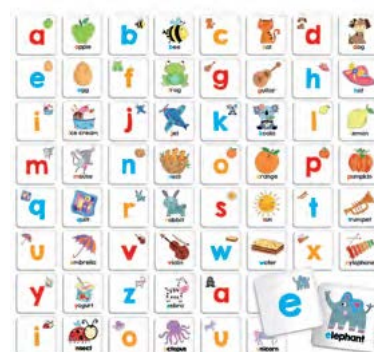 a apple b bee c cat d dog
e egg f frog g guitar h hat
i ice cream j jet k koala l lemon
m mouse n nest o orange p pumpkin
q quilt r rabbit s sun t trumpet
u umbrella v violin w wafer x xylophone
y yogurt z zebra a
e elephant
i insect o octopus u unicorn